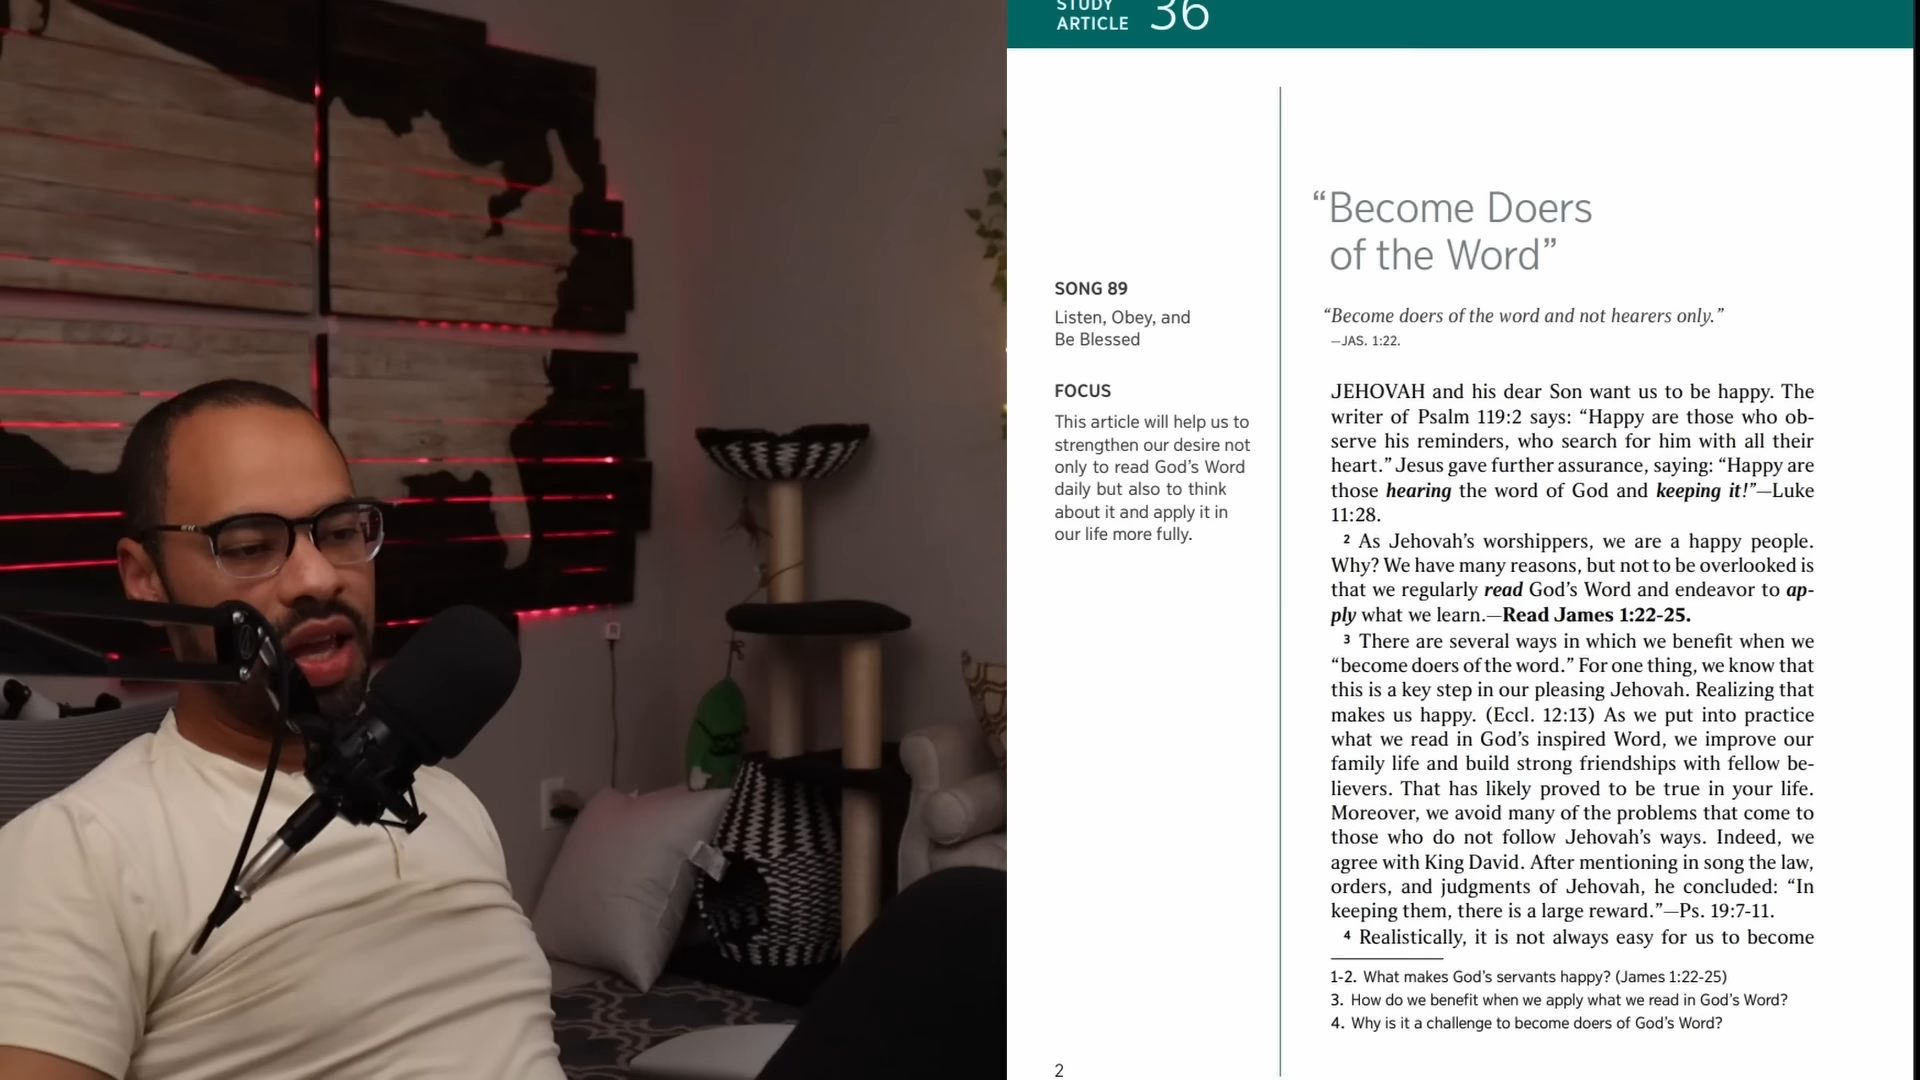 STUDY
ARTICLE
36
SONG 89
Listen, Obey, and
Be Blessed
FOCUS
This article will help us to
strengthen our desire not
only to read God’s Word
daily but also to think
about it and apply it in
our life more fully.
“Become Doers
of the Word”
“Become doers of the word and not hearers only.”
—JAS. 1:22.
JEHOVAH and his dear Son want us to be happy. The
writer of Psalm 119:2 says: “Happy are those who ob-
serve his reminders, who search for him with all their
heart.” Jesus gave further assurance, saying: “Happy are
those hearing the word of God and keeping it!”—Luke
11:28.
2 As Jehovah’s worshippers, we are a happy people.
Why? We have many reasons, but not to be overlooked is
that we regularly read God’s Word and endeavor to ap-
ply what we learn.—Read James 1:22-25.
3 There are several ways in which we benefit when we
“become doers of the word.” For one thing, we know that
this is a key step in our pleasing Jehovah. Realizing that
makes us happy. (Eccl. 12:13) As we put into practice
what we read in God’s inspired Word, we improve our
family life and build strong friendships with fellow be-
lievers. That has likely proved to be true in your life.
Moreover, we avoid many of the problems that come to
those who do not follow Jehovah’s ways. Indeed, we
agree with King David. After mentioning in song the law,
orders, and judgments of Jehovah, he concluded: “In
keeping them, there is a large reward.”—Ps. 19:7-11.
4 Realistically, it is not always easy for us to become
1-2. What makes God’s servants happy? (James 1:22-25)
3. How do we benefit when we apply what we read in God’s Word?
4. Why is it a challenge to become doers of God’s Word?
2